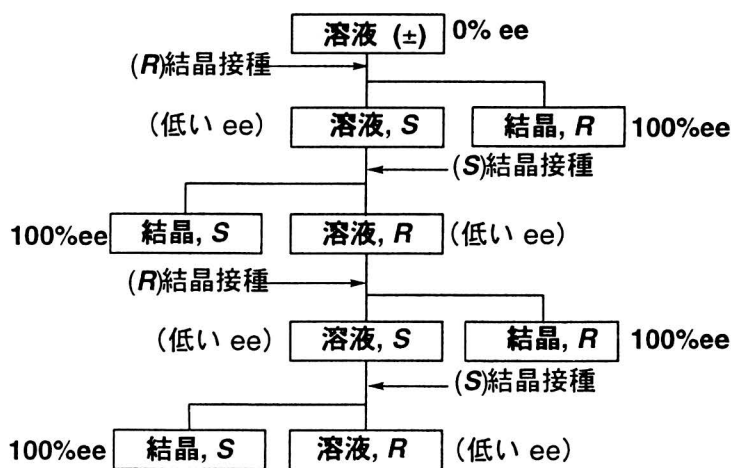 溶液 (±) 0% ee
(R)結晶接種
(低い ee) 溶液, S 結晶, R 100%ee
(S)結晶接種
100%ee 結晶, S 溶液, R (低い ee)
(R)結晶接種
(低い ee) 溶液, S 結晶, R 100%ee
(S)結晶接種
100%ee 結晶, S 溶液, R (低い ee)